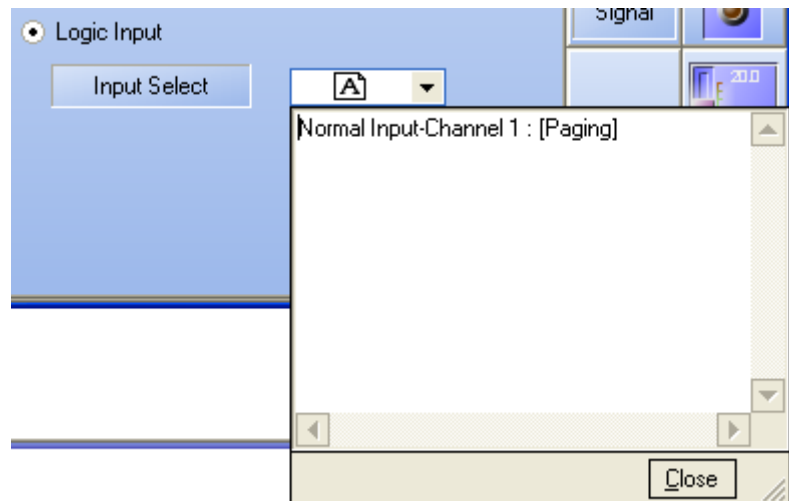 Signal
Logic Input
Input Select
A
20.0
Normal Input-Channel 1 : [Paging]
Close